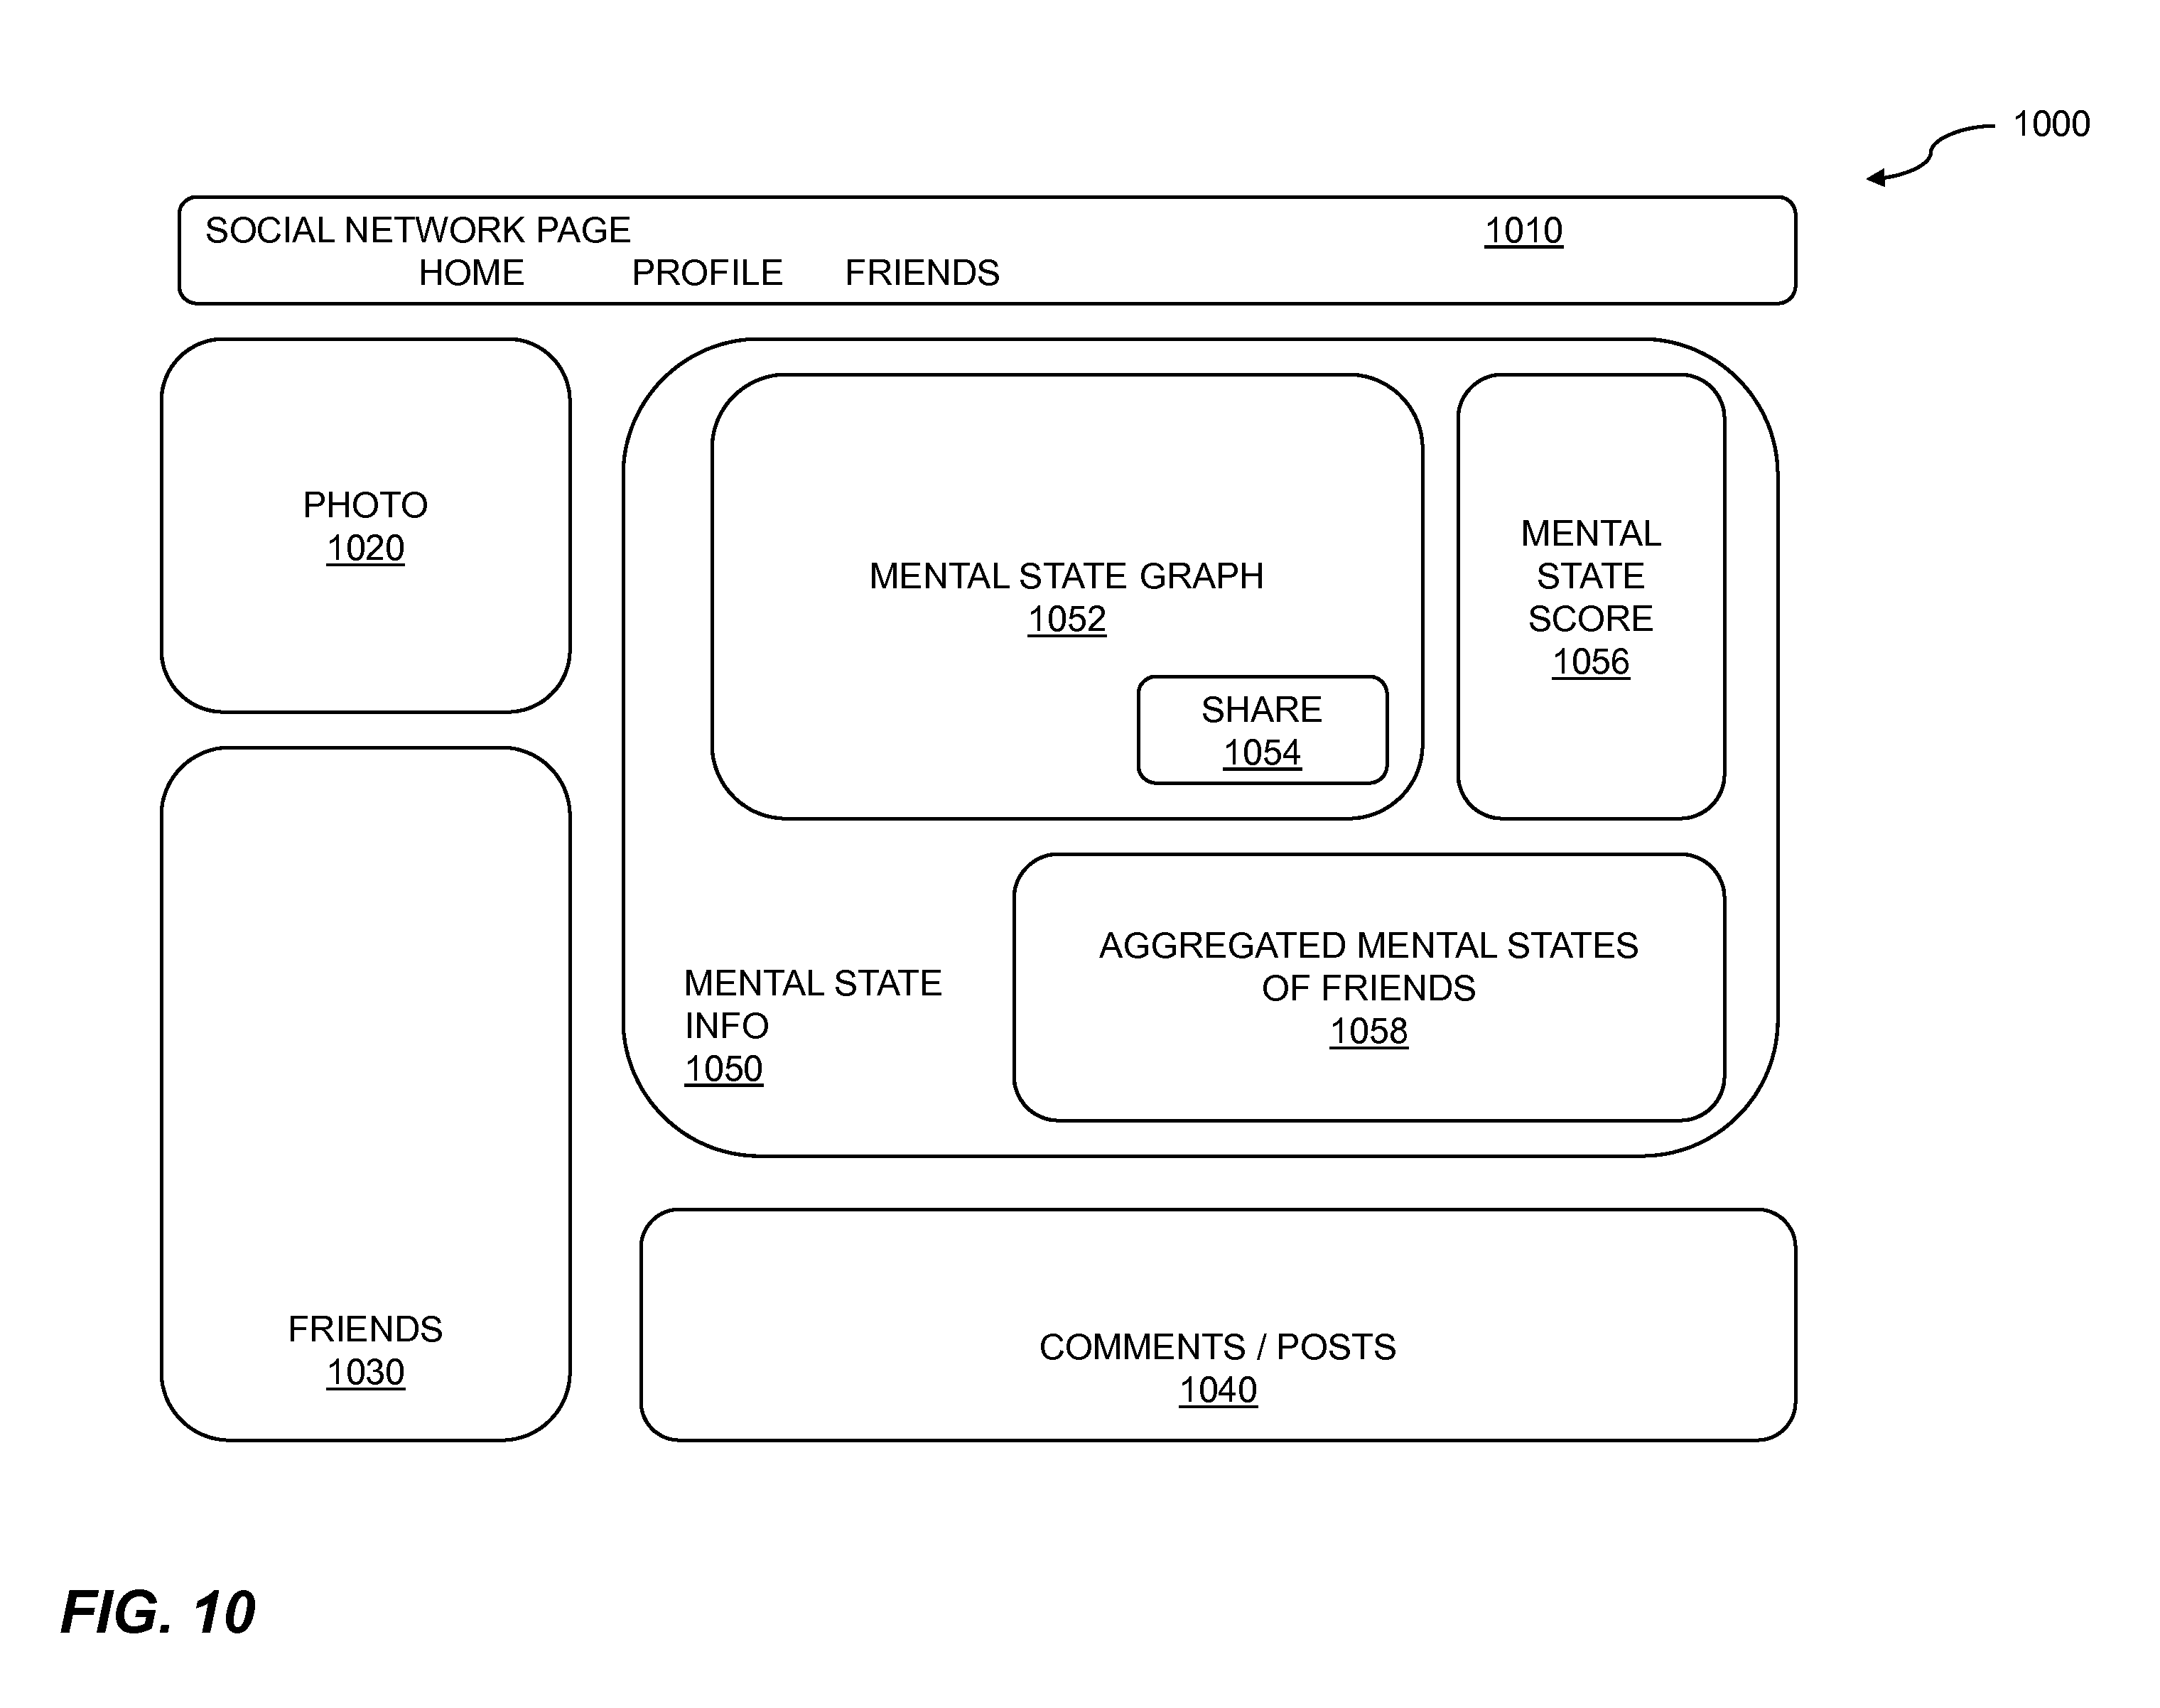 1000
SOCIAL NETWORK PAGE 1010
HOME PROFILE FRIENDS
PHOTO
1020
MENTAL STATE GRAPH
1052
SHARE
1054
MENTAL
STATE
SCORE
1056
MENTAL STATE
INFO
1050
AGGREGATED MENTAL STATES
OF FRIENDS
1058
FRIENDS
1030
COMMENTS / POSTS
1040
FIG. 10